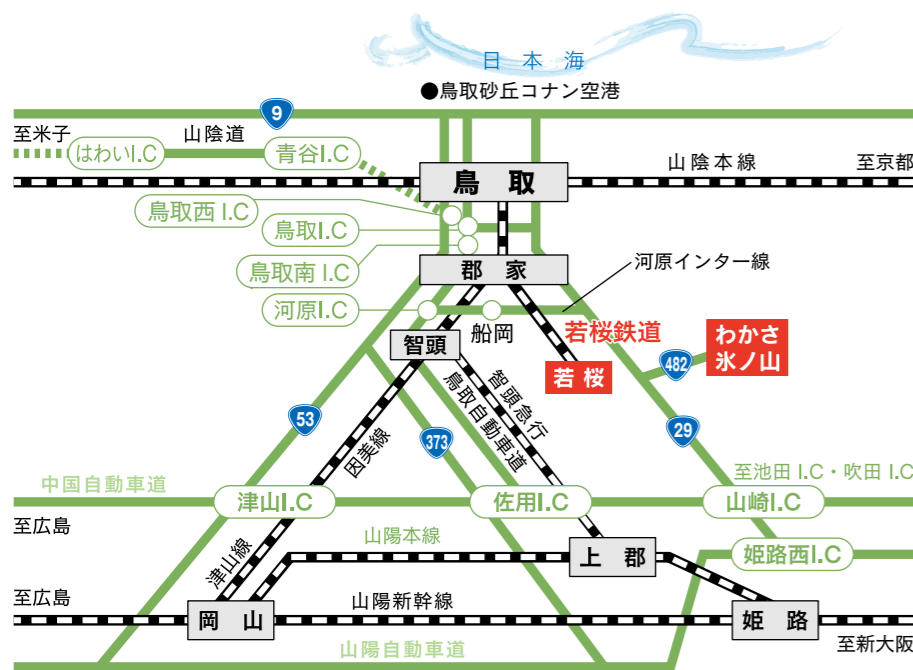 日本海
●鳥取砂丘コナン空港
9
至米子
山陰道
はわいI.C
青谷I.C
鳥取
山陰本線
至京都
鳥取西 I.C
鳥取I.C
鳥取南 I.C
郡家
河原インター線
河原I.C
船岡
若桜鉄道
わかさ
氷ノ山
智頭
482
若桜
智頭急行
鳥取自動車道
53
因美線
373
29
中国自動車道
至池田 I.C・吹田 I.C
津山I.C
佐用I.C
山崎I.C
至広島
山陽本線
上郡
姫路西I.C
津山線
至広島
山陽新幹線
岡山
姫路
至新大阪
山陽自動車道